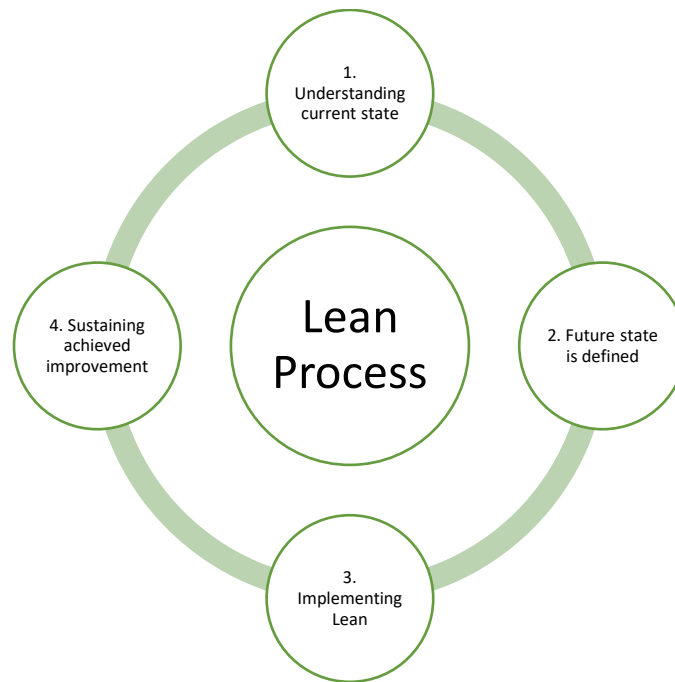 1.
Understanding
current state
4. Sustaining
achieved
improvement
Lean
Process
2. Future state
is defined
3.
Implementing
Lean